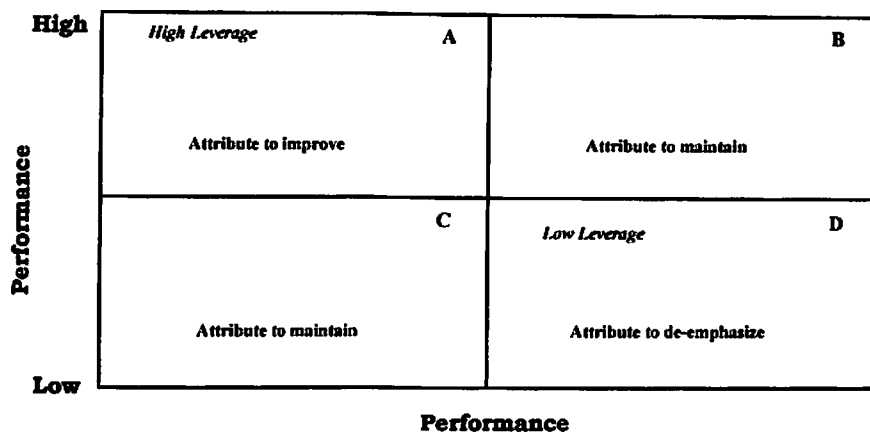 High
High Leverage
A
B
Attribute to improve
Attribute to maintain
Performance
C
Low Leverage
D
Attribute to maintain
Attribute to de-emphasize
Low
Performance